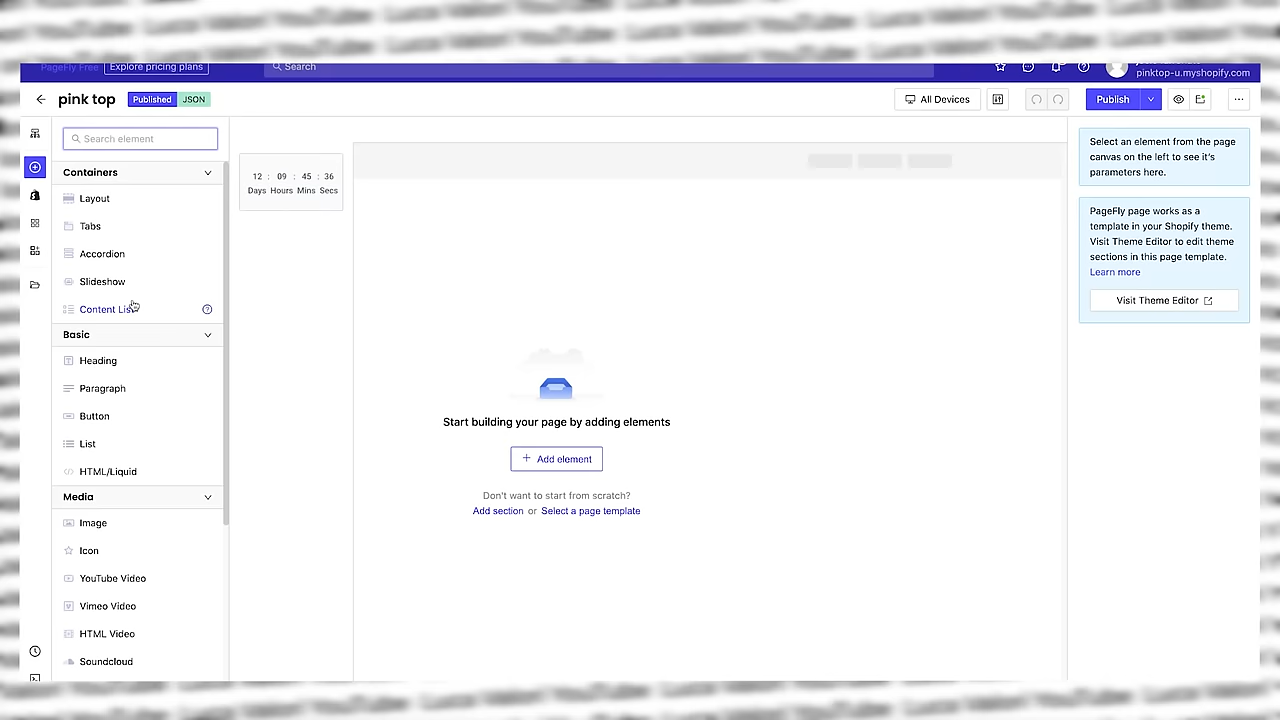 PageFly Free
Explore pricing plans
Search
pinktop-u.myshopify.com
pink top
Published
JSON
All Devices
Publish
Search element
Containers
Layout
Tabs
Accordion
Slideshow
Content List
Basic
Heading
Paragraph
Button
List
HTML/Liquid
Media
Image
Icon
YouTube Video
Vimeo Video
HTML Video
Soundcloud
12 : 09 : 45 : 36
Days Hours Mins Secs
Start building your page by adding elements
Add element
Don't want to start from scratch?
Add section or Select a page template
Select an element from the page
canvas on the left to see it's
parameters here.
PageFly page works as a
template in your Shopify theme.
Visit Theme Editor to edit theme
sections in this page template.
Learn more
Visit Theme Editor